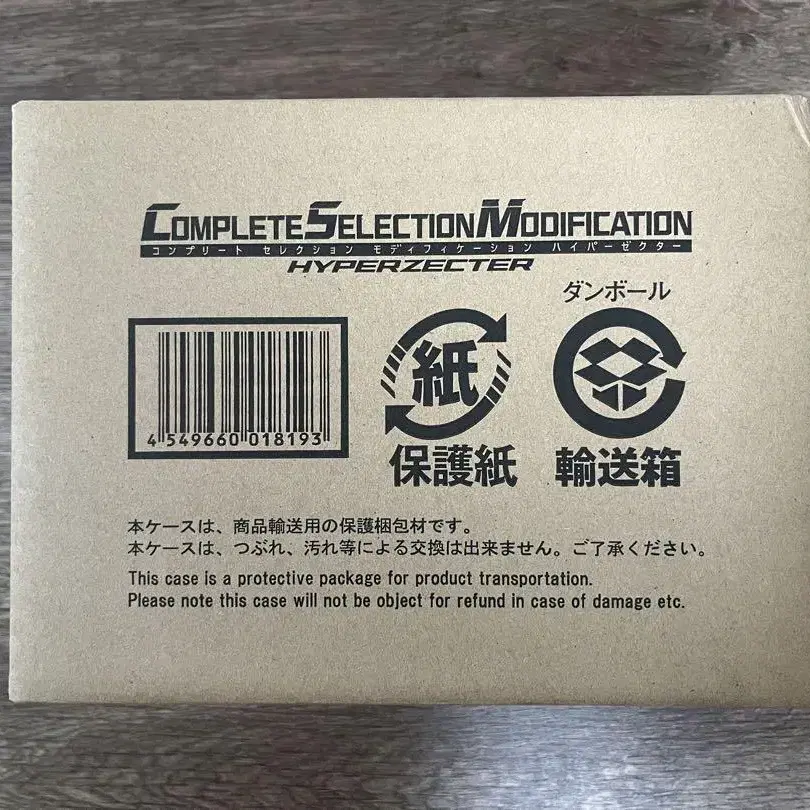 COMPLETE SELECTION MODIFICATION
コンプリート セレクション モディフィケーション ハイパーゼクター
HYPERZECTER
ダンボール
紙
4 549660 018193
保護紙
輸送箱
本ケースは、商品輸送用の保護梱包材です。
本ケースは、つぶれ、汚れ等による交換は出来ません。ご了承ください。
This case is a protective package for product transportation.
Please note this case will not be object for refund in case of damage etc.